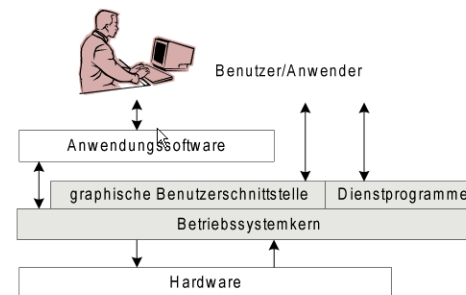 Benutzer/Anwender
Anwendungssoftware
graphische Benutzerschnittstelle Dienstprogramme
Betriebssystemkern
Hardware